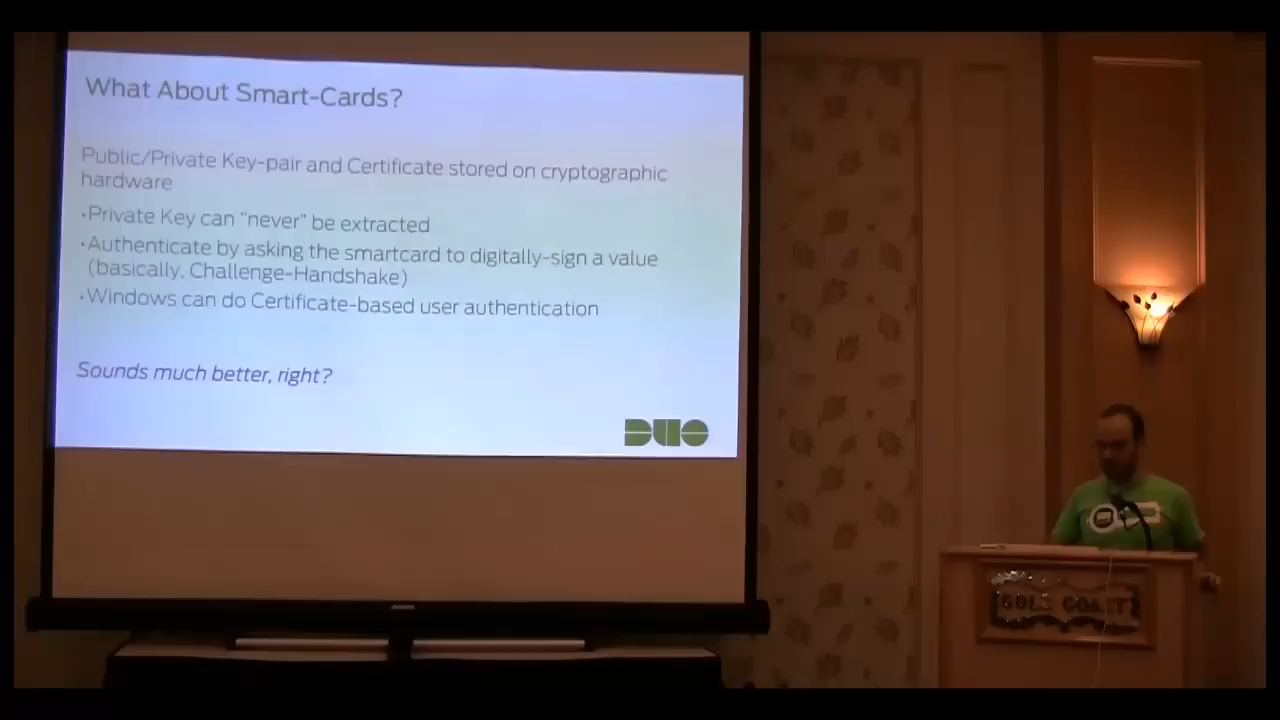 What About Smart-Cards?
Public/Private Key-pair and Certificate stored on cryptographic
hardware
•Private Key can "never" be extracted
•Authenticate by asking the smartcard to digitally-sign a value
(basically, Challenge-Handshake)
•Windows can do Certificate-based user authentication
Sounds much better, right?
DUO
GOLD COAST